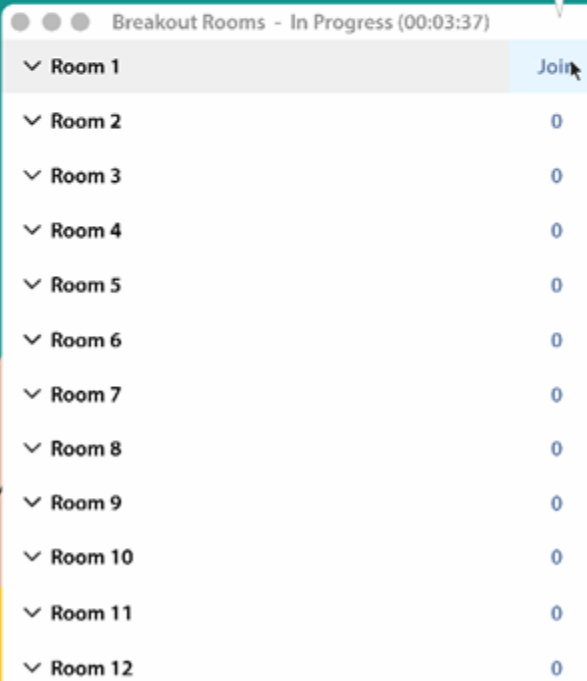 Breakout Rooms - In Progress (00:03:37)
Room 1 Join
Room 2 0
Room 3 0
Room 4 0
Room 5 0
Room 6 0
Room 7 0
Room 8 0
Room 9 0
Room 10 0
Room 11 0
Room 12 0